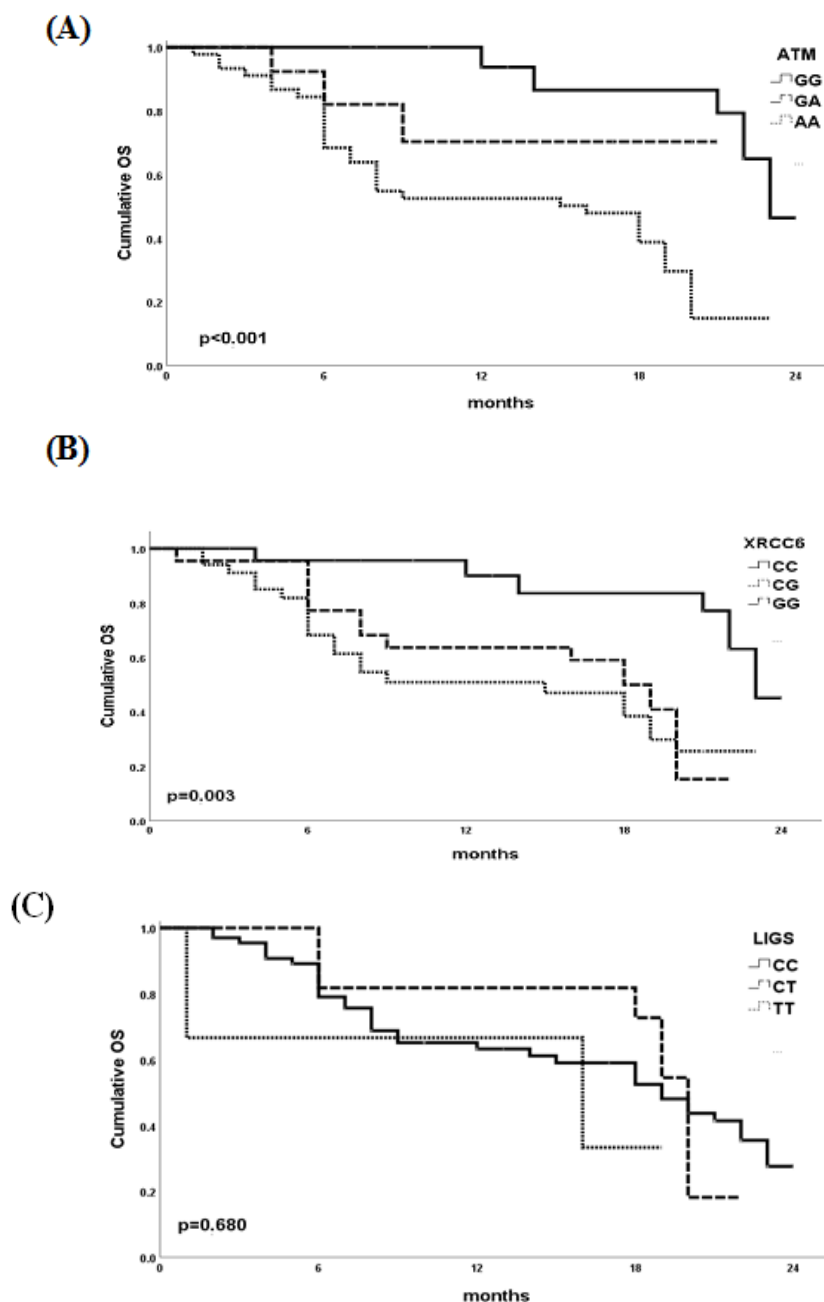 (A)
ATM
GG
GA
AA
1.0
0.8
0.6
0.4
0.2
0.0
Cumulative OS
p<0.001
0 6 12 18 24
months
(B)
XRCC6
CC
CG
GG
1.0
0.8
0.6
0.4
0.2
0.0
Cumulative OS
p=0.003
0 6 12 18 24
months
(C)
LIGS
CC
CT
TT
1.0
0.8
0.6
0.4
0.2
0.0
Cumulative OS
p=0.680
0 6 12 18 24
months